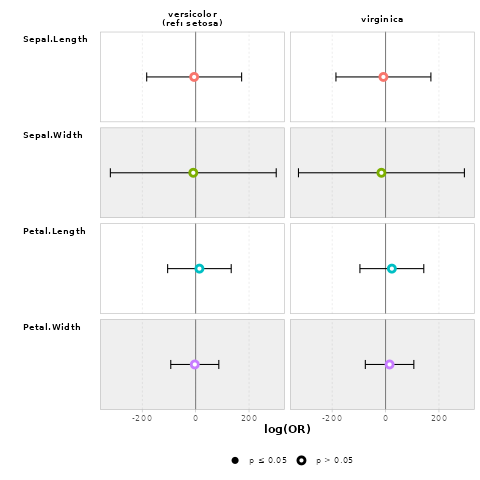 versicolor
(ref: setosa)
virginica
Sepal.Length
Sepal.Width
Petal.Length
Petal.Width
-200 0 200 -200 0 200
log(OR)
p ≤ 0.05 p > 0.05